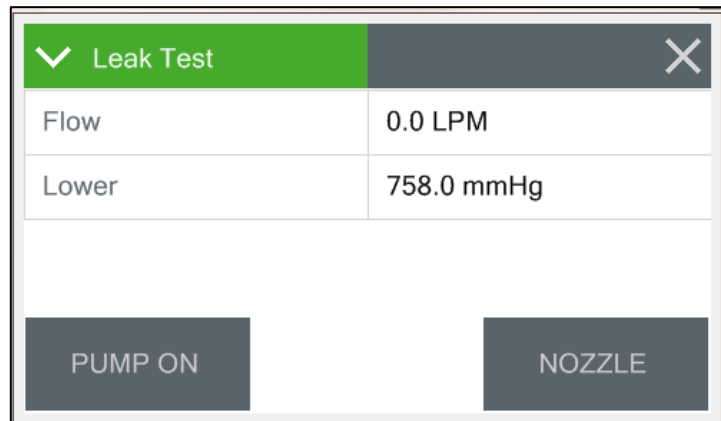 Leak Test
Flow 0.0 LPM
Lower 758.0 mmHg
PUMP ON NOZZLE